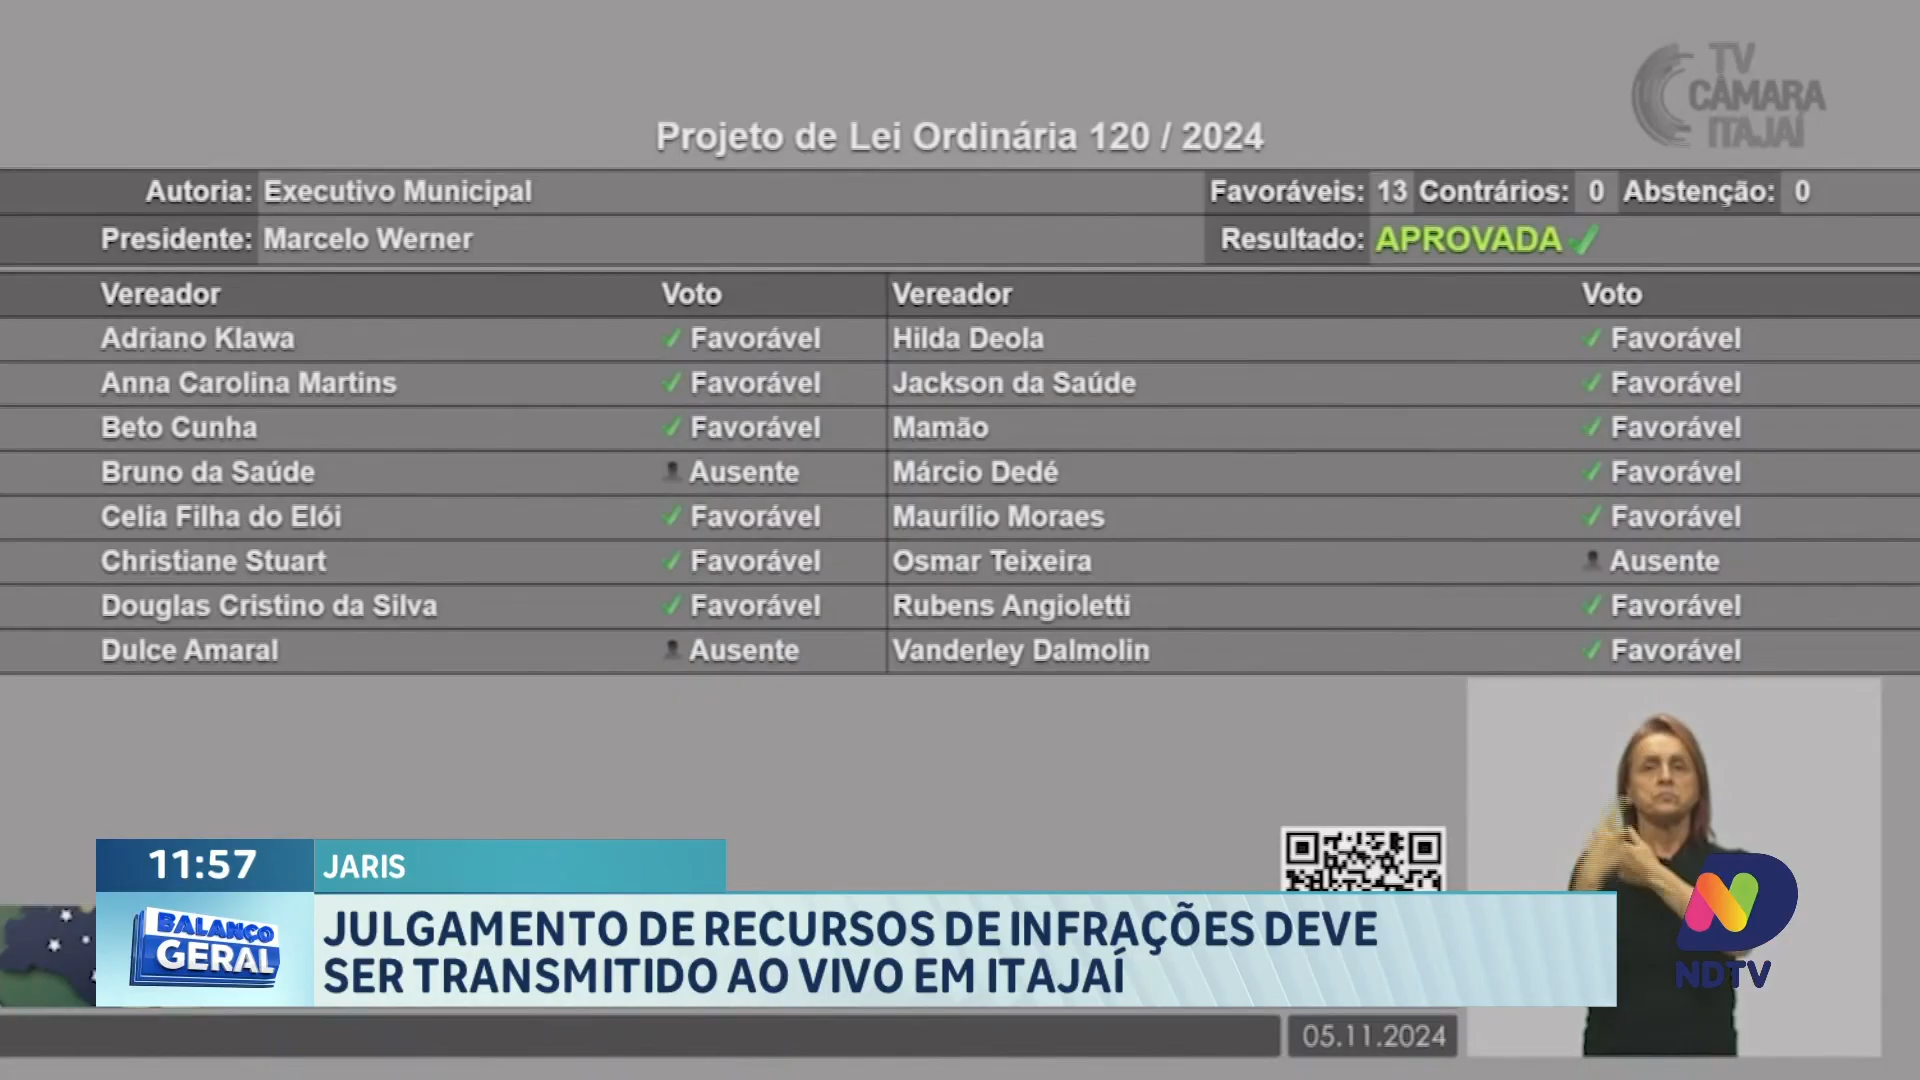 TV
CÂMARA
ITAJAÍ
Projeto de Lei Ordinária 120 / 2024
Autoria: Executivo Municipal Favoráveis: 13 Contrários: 0 Abstenção: 0
Presidente: Marcelo Werner Resultado: APROVADA
Vereador Voto Vereador Voto
Adriano Klawa Favorável Hilda Deola Favorável
Anna Carolina Martins Favorável Jackson da Saúde Favorável
Beto Cunha Favorável Mamão Favorável
Bruno da Saúde Ausente Márcio Dedé Favorável
Celia Filha do Elói Favorável Maurílio Moraes Favorável
Christiane Stuart Favorável Osmar Teixeira Ausente
Douglas Cristino da Silva Favorável Rubens Angioletti Favorável
Dulce Amaral Ausente Vanderley Dalmolin Favorável
11:57 JARIS
BALANÇO
GERAL
JULGAMENTO DE RECURSOS DE INFRAÇÕES DEVE
SER TRANSMITIDO AO VIVO EM ITAJAÍ
NDTV
05.11.2024